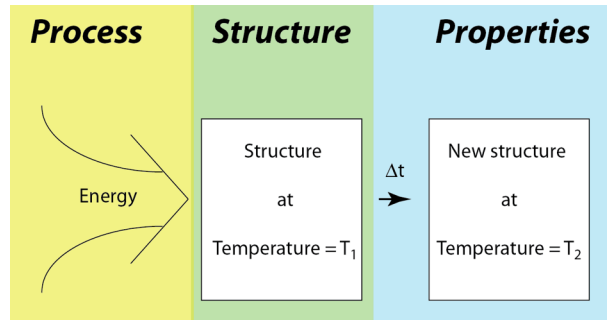 Process
Structure
Properties
Energy
Structure
at
Temperature = T₁
Δt
New structure
at
Temperature = T₂